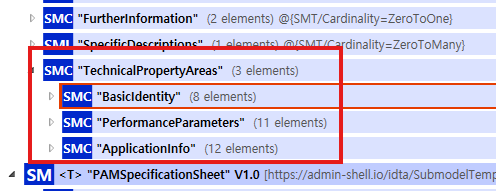 SMC "FurtherInformation" (2 elements) @{SMT/Cardinality=ZeroToOne}
SML "SpecificDescriptions" (1 elements) @{SMT/Cardinality=ZeroToMany}
SMC "TechnicalPropertyAreas" (3 elements)
SMC "BasicIdentity" (8 elements)
SMC "PerformanceParameters" (11 elements)
SMC "ApplicationInfo" (12 elements)
SM <T> "PAMSpecificationSheet" V1.0 [https://admin-shell.io/idta/SubmodelTemp